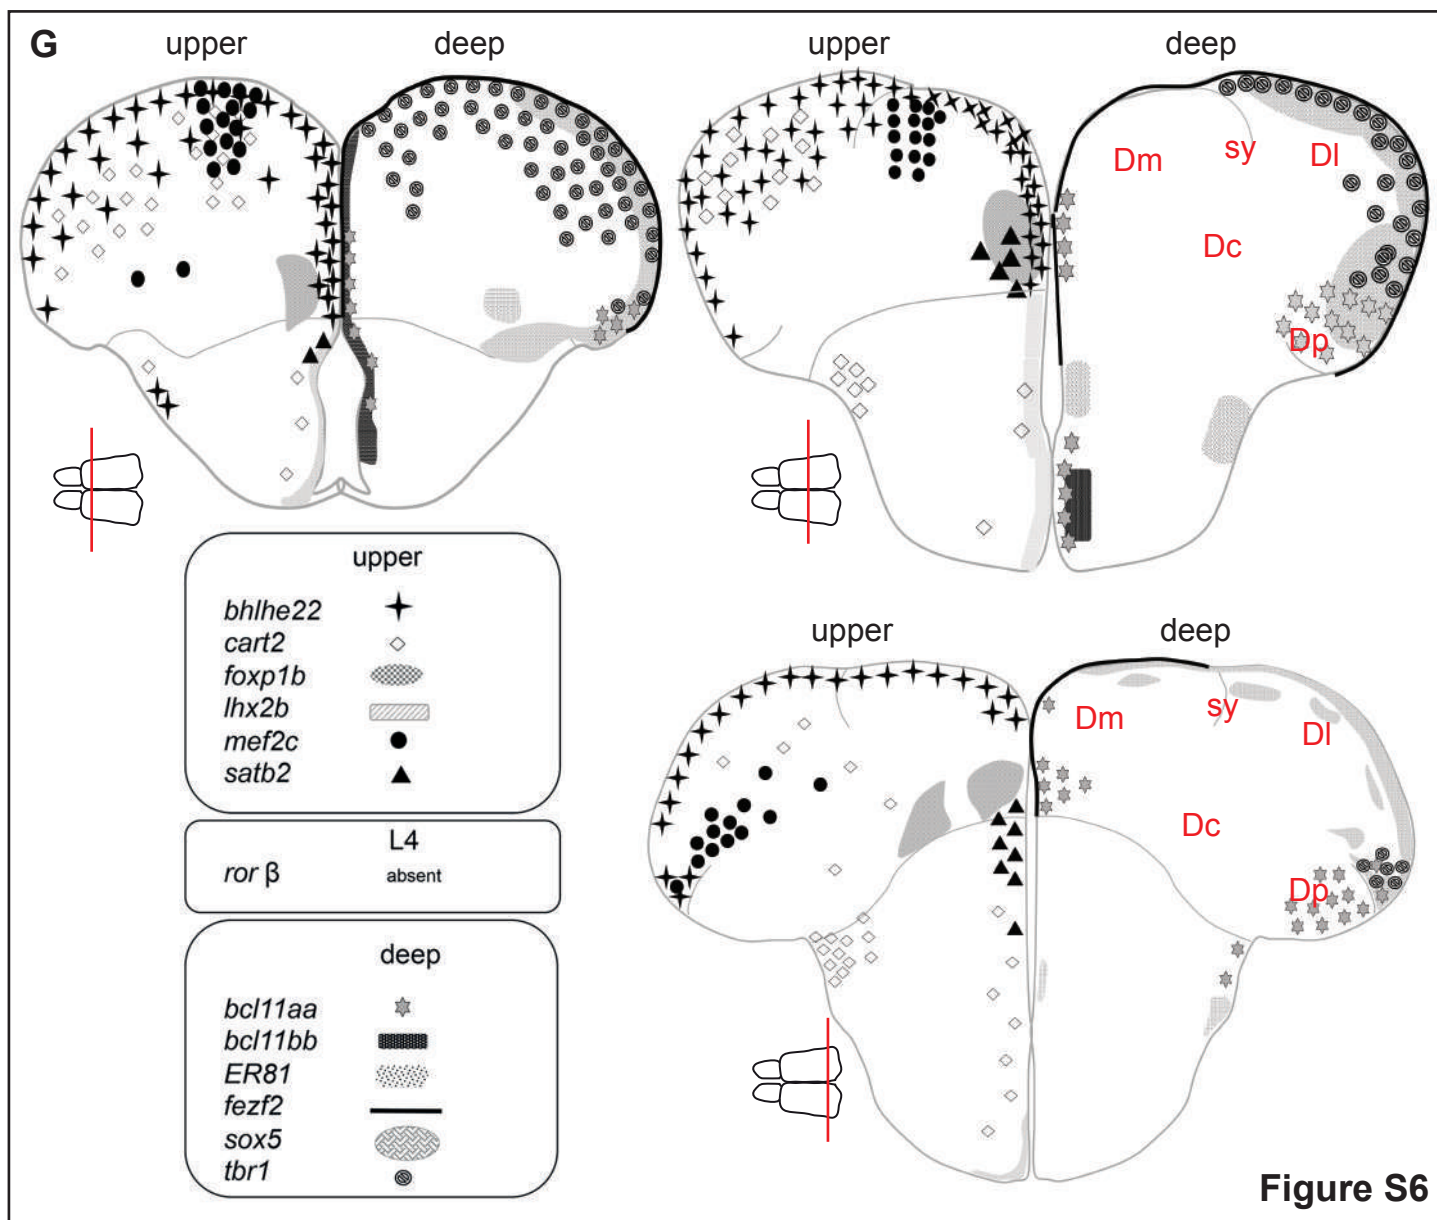 G
upper deep
upper deep
Dm sy Dl
Dc
Dp
upper
bhlhe22
cart2
foxp1b
lhx2b
mef2c
satb2
L4
ror β absent
deep
bcl11aa
bcl11bb
ER81
fezf2
sox5
tbr1
upper deep
Dm sy Dl
Dc
Dp
Figure S6